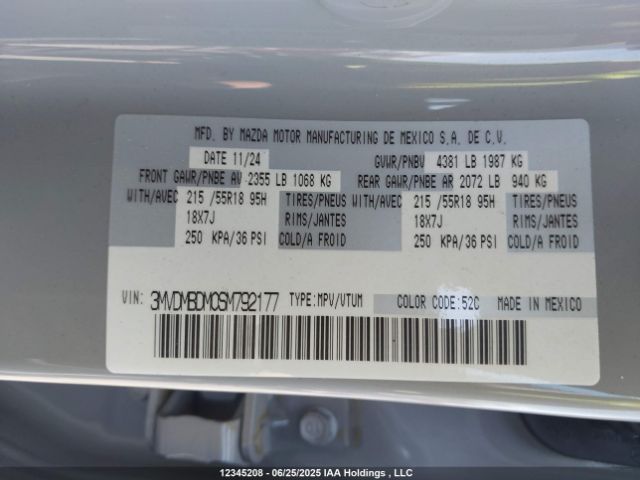 MFD. BY MAZDA MOTOR MANUFACTURING DE MEXICO S.A. DE C.V.
DATE 11/24 GVWR/PNBV 4381 LB 1987 KG
FRONT GAWR/PNBE AV 2355 LB 1068 KG REAR GAWR/PNBE AR 2072 LB 940 KG
WITH/AVEC 215 /55R18 95H TIRES/PNEUS WITH/AVEC 215 /55R18 95H TIRES/PNEUS
18X7J RIMS/JANTES 18X7J RIMS/JANTES
250 KPA/36 PSI COLD/A FROID 250 KPA/36 PSI COLD/A FROID
VIN: 3MVDMBDM0SM792177 TYPE:MPV/VTUM COLOR CODE:52C MADE IN MEXICO
12345208 - 06/25/2025 IAA Holdings , LLC